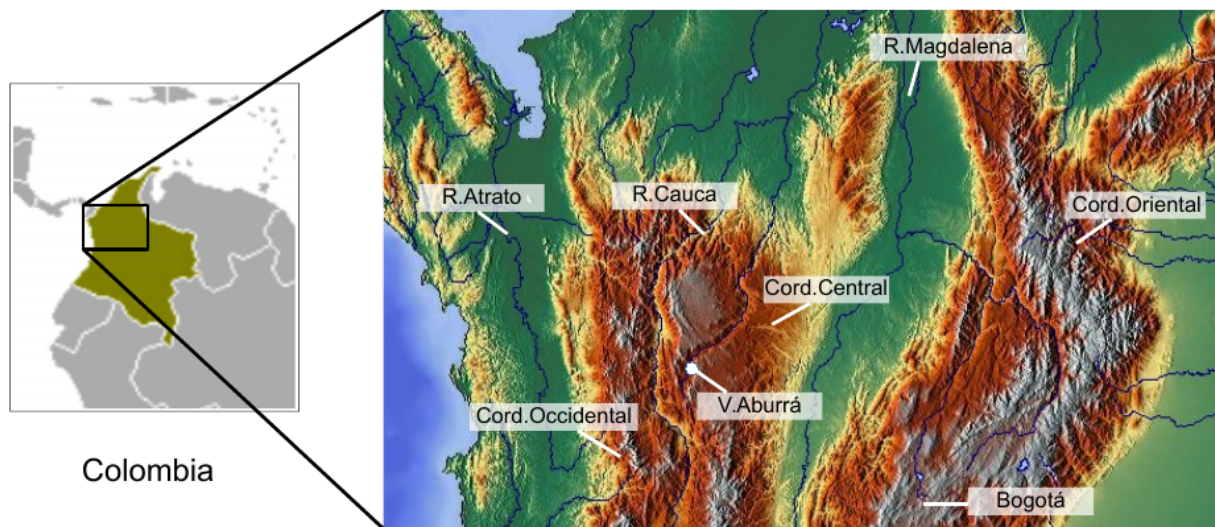 R.Magdalena
R.Atrato
R.Cauca
Cord.Oriental
Cord.Central
V.Aburrá
Cord.Occidental
Colombia
Bogotá